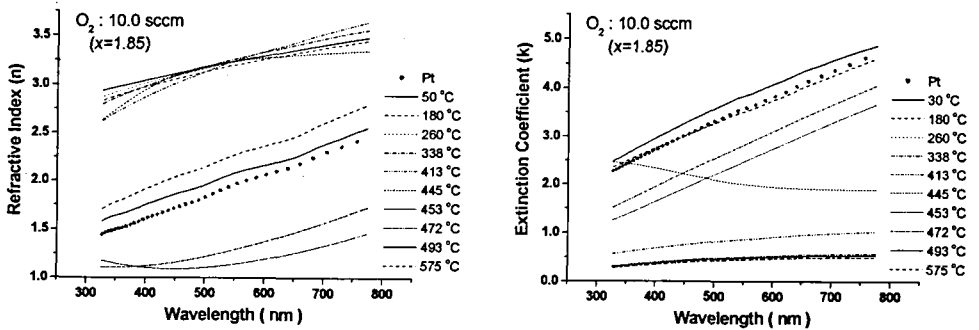 O2 : 10.0 sccm
(x=1.85)
Refractive Index (n)
3.5
3.0
2.5
2.0
1.5
1.0
300 400 500 600 700 800
Wavelength ( nm )
Pt
50 °C
180 °C
260 °C
338 °C
413 °C
445 °C
453 °C
472 °C
493 °C
575 °C
O2 : 10.0 sccm
(x=1.85)
Extinction Coefficient (k)
5.0
4.0
3.0
2.0
1.0
0.0
300 400 500 600 700 800
Wavelength ( nm )
Pt
30 °C
180 °C
260 °C
338 °C
413 °C
445 °C
453 °C
472 °C
493 °C
575 °C